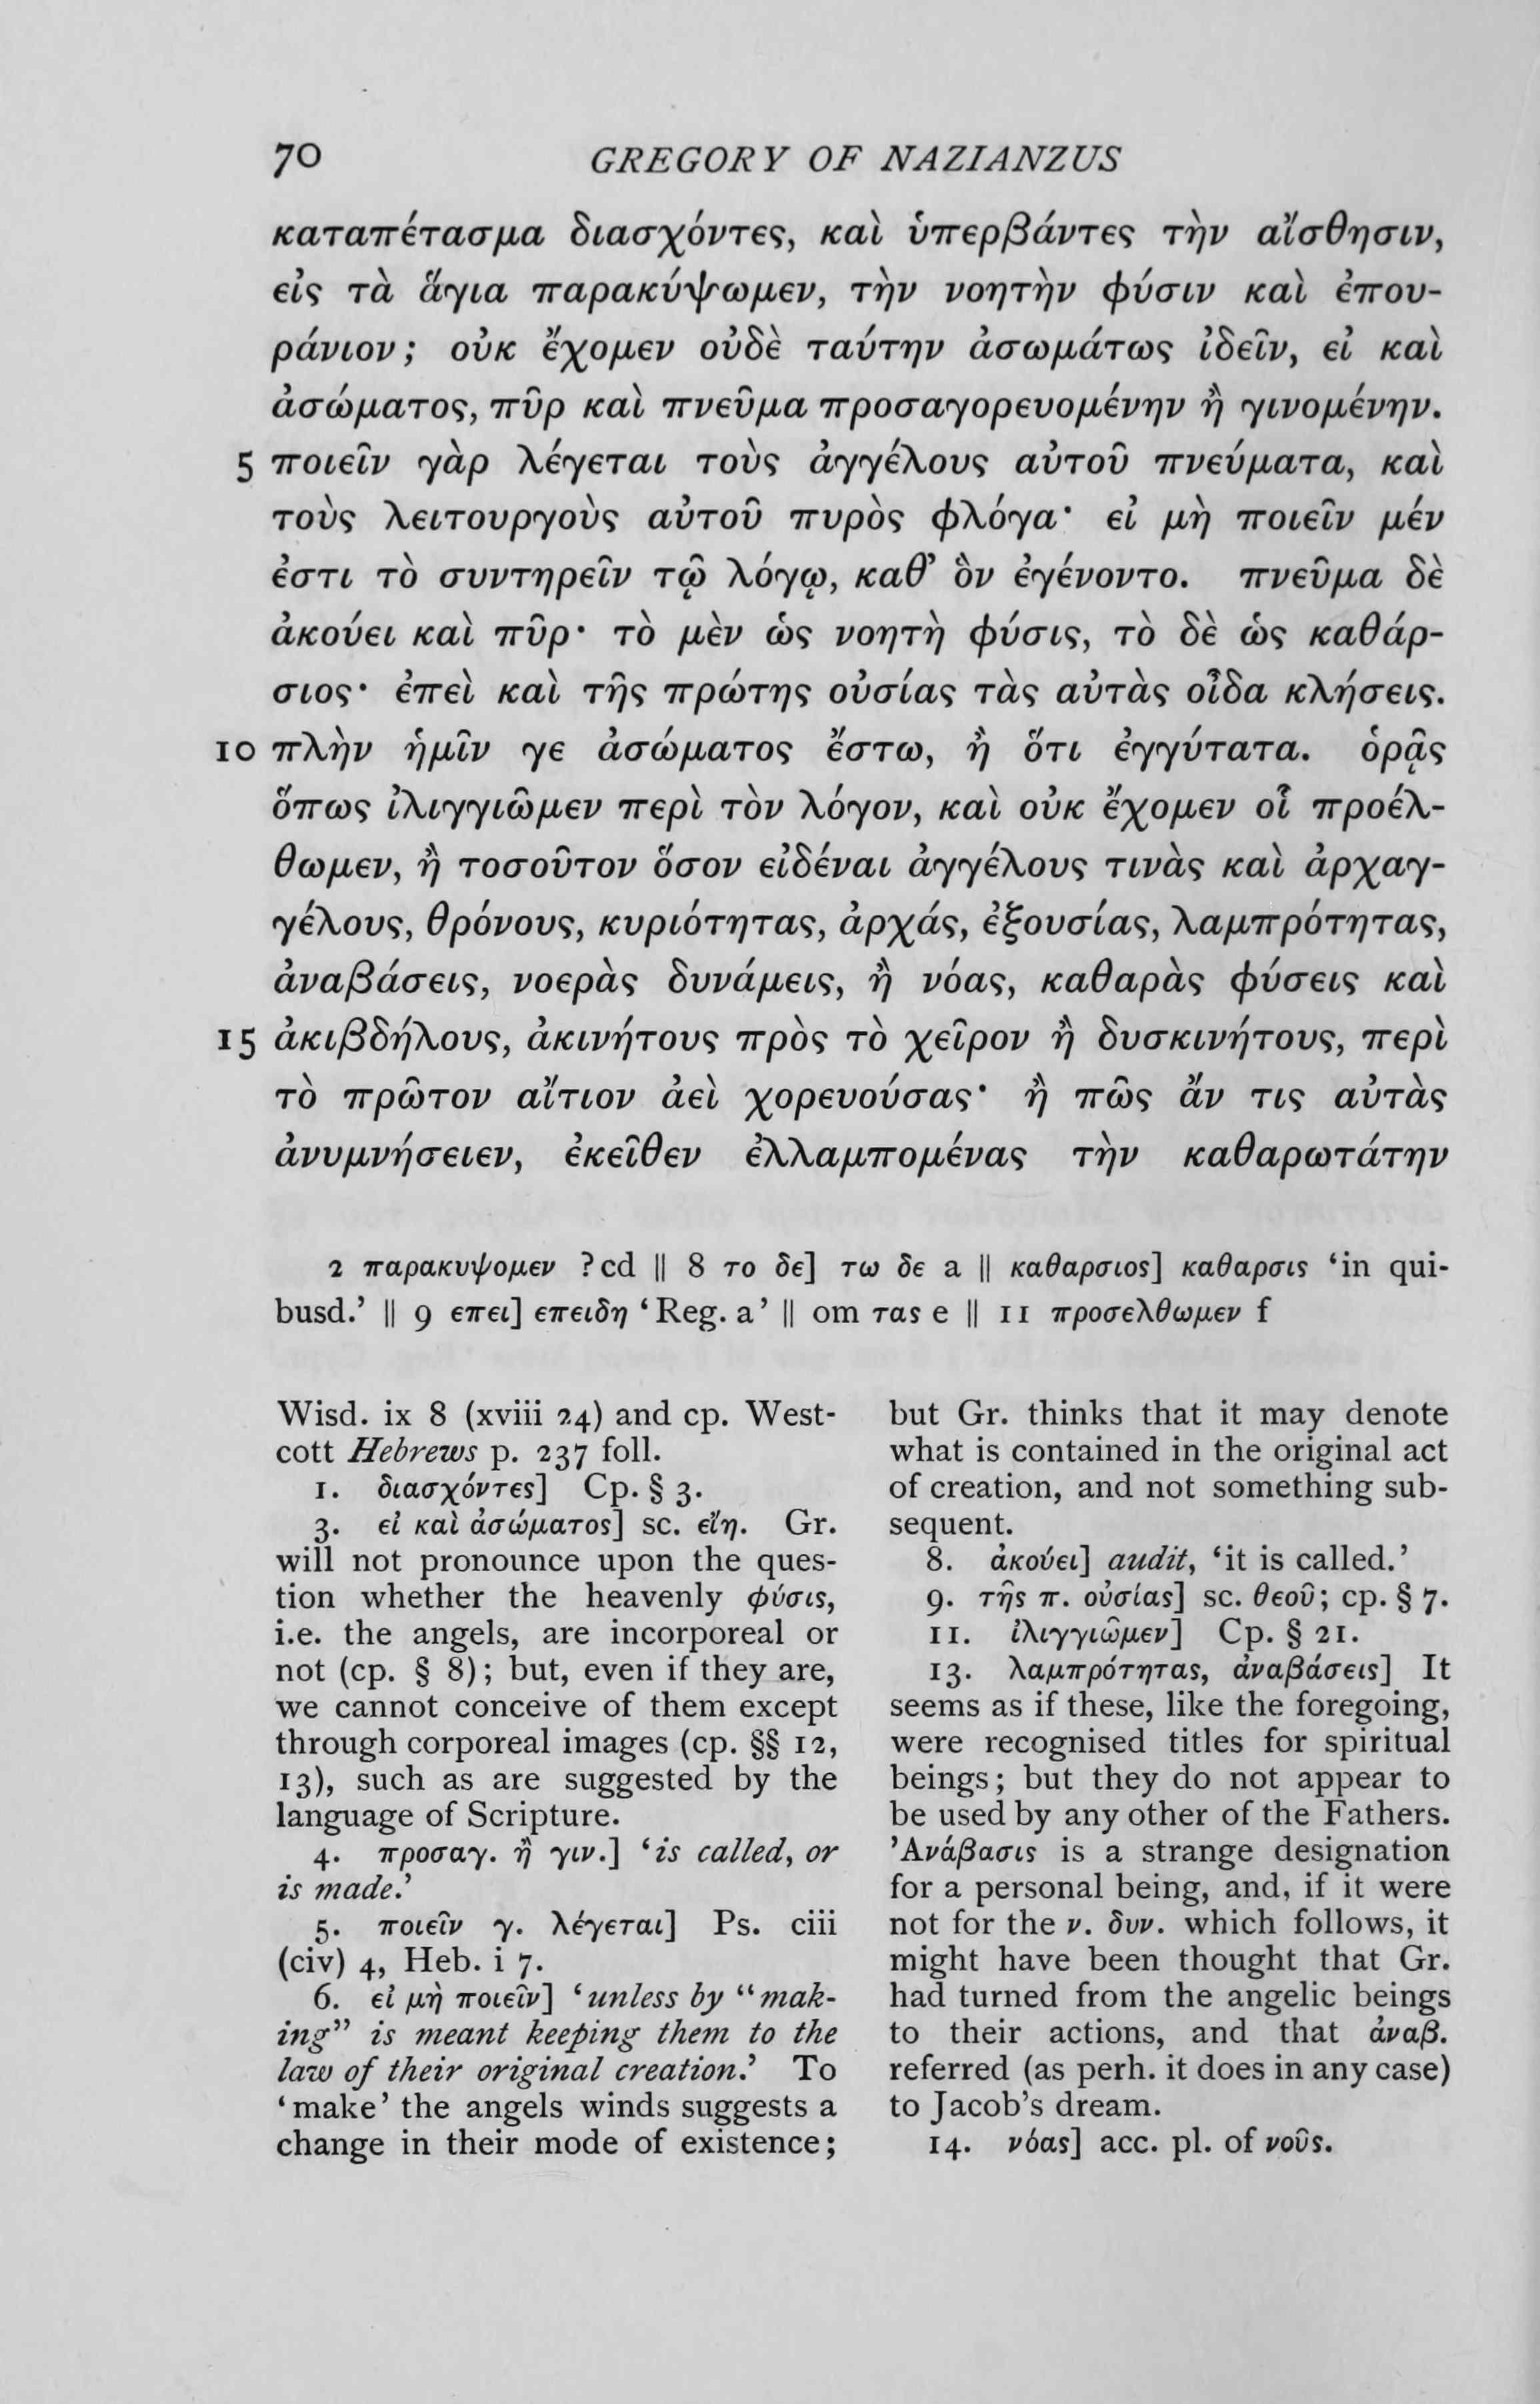 70 GREGORY OF NAZIANZUS
καταπέτασμα διασχόντες, καὶ ὑπερβάντες τὴν αἴσθησιν,
εἰς τὰ ἅγια παρακύψωμεν, τὴν νοητὴν φύσιν καὶ ἐπου-
ράνιον; οὐκ ἔχομεν οὐδὲ ταύτην ἀσωμάτως ἰδεῖν, εἰ καὶ
ἀσώματος, πῦρ καὶ πνεῦμα προσαγορευομένην ἢ γινομένην.
5 ποιεῖν γὰρ λέγεται τοὺς ἀγγέλους αὐτοῦ πνεύματα, καὶ
τοὺς λειτουργοὺς αὐτοῦ πυρὸς φλόγα· εἰ μὴ ποιεῖν μέν
ἐστι τὸ συντηρεῖν τῷ λόγῳ, καθ’ ὃν ἐγένοντο. πνεῦμα δὲ
ἀκούει καὶ πῦρ· τὸ μὲν ὡς νοητὴ φύσις, τὸ δὲ ὡς καθάρ-
σιος· ἐπεὶ καὶ τῆς πρώτης οὐσίας τὰς αὐτὰς οἶδα κλήσεις.
10 πλὴν ἡμῖν γε ἀσώματος ἔστω, ἢ ὅτι ἐγγύτατα. ὁρᾷς
ὅπως ἰλιγγιῶμεν περὶ τὸν λόγον, καὶ οὐκ ἔχομεν οἷ προέλ-
θωμεν, ἢ τοσοῦτον ὅσον εἰδέναι ἀγγέλους τινὰς καὶ ἀρχαγ-
γέλους, θρόνους, κυριότητας, ἀρχάς, ἐξουσίας, λαμπρότητας,
ἀναβάσεις, νοερὰς δυνάμεις, ἢ νόας, καθαρὰς φύσεις καὶ
15 ἀκιβδήλους, ἀκινήτους πρὸς τὸ χεῖρον ἢ δυσκινήτους, περὶ
τὸ πρῶτον αἴτιον ἀεὶ χορευούσας· ἢ πῶς ἄν τις αὐτὰς
ἀνυμνήσειεν, ἐκεῖθεν ἐλλαμπομένας τὴν καθαρωτάτην
2 παρακυψομεν ?cd || 8 το δε] τω δε a || καθαρσιος] καθαρσις ‘in qui-
busd.’ || 9 επει] επειδη ‘Reg. a’ || om τας e || 11 προσελθωμεν f
Wisd. ix 8 (xviii 24) and cp. West-
cott Hebrews p. 237 foll.
1. διασχόντες] Cp. § 3.
3. εἰ καὶ ἀσώματος] sc. εἴη. Gr.
will not pronounce upon the ques-
tion whether the heavenly φύσις,
i.e. the angels, are incorporeal or
not (cp. § 8); but, even if they are,
we cannot conceive of them except
through corporeal images (cp. §§ 12,
13), such as are suggested by the
language of Scripture.
4. προσαγ. ἢ γιν.] ‘is called, or
is made.’
5. ποιεῖν γ. λέγεται] Ps. ciii
(civ) 4, Heb. i 7.
6. εἰ μὴ ποιεῖν] ‘unless by “mak-
ing” is meant keeping them to the
law of their original creation.’ To
‘make’ the angels winds suggests a
change in their mode of existence;
but Gr. thinks that it may denote
what is contained in the original act
of creation, and not something sub-
sequent.
8. ἀκούει] audit, ‘it is called.’
9. τῆς π. οὐσίας] sc. θεοῦ; cp. § 7.
11. ἰλιγγιῶμεν] Cp. § 21.
13. λαμπρότητας, ἀναβάσεις] It
seems as if these, like the foregoing,
were recognised titles for spiritual
beings; but they do not appear to
be used by any other of the Fathers.
Ἀνάβασις is a strange designation
for a personal being, and, if it were
not for the ν. δυν. which follows, it
might have been thought that Gr.
had turned from the angelic beings
to their actions, and that ἀναβ.
referred (as perh. it does in any case)
to Jacob’s dream.
14. νόας] acc. pl. of νοῦς.